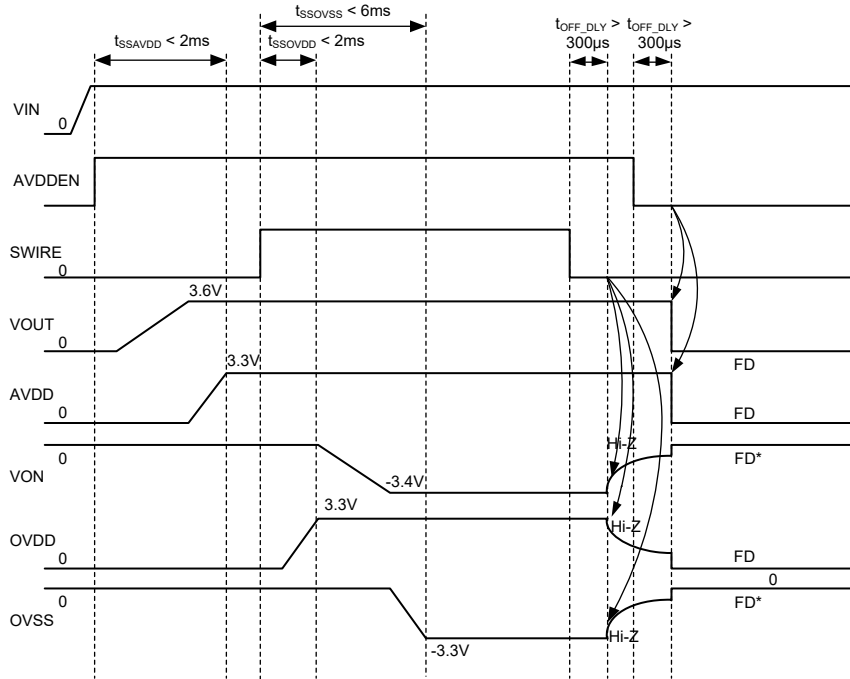 tSSOVSS < 6ms
tOFF_DLY > tOFF_DLY >
300µs 300µs
tSSAVDD < 2ms tSSOVDD < 2ms
VIN
0
AVDDEN
SWIRE
0
3.6V
VOUT
0
FD
3.3V
AVDD
0
FD
Hi-Z
0
FD*
VON
-3.4V
3.3V
Hi-Z
OVDD
0
FD
0
0
FD*
OVSS
Hi-Z
-3.3V